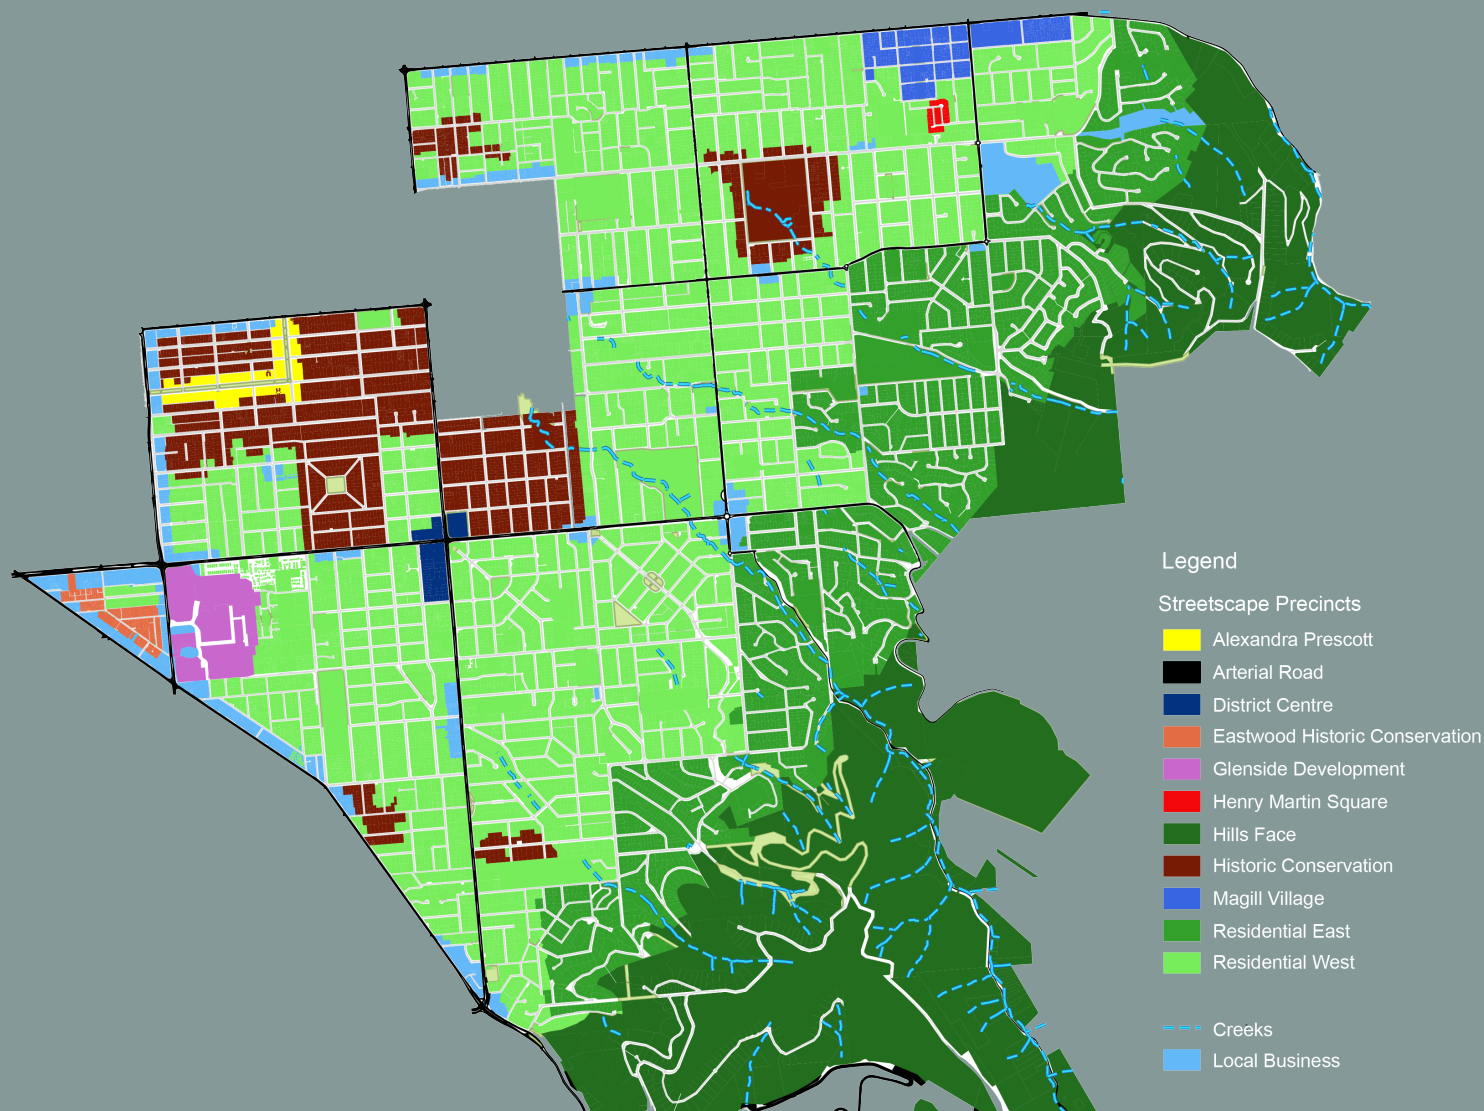 Legend
Streetscape Precincts
Alexandra Prescott
Arterial Road
District Centre
Eastwood Historic Conservation
Glenside Development
Henry Martin Square
Hills Face
Historic Conservation
Magill Village
Residential East
Residential West
Creeks
Local Business